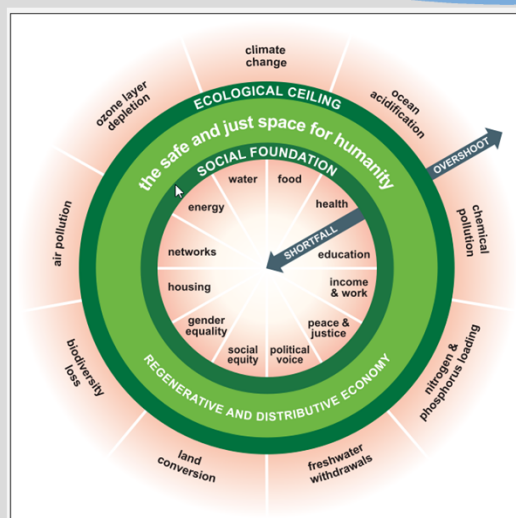 climate
change
ocean
acidification
chemical
pollution
nitrogen &
phosphorus loading
freshwater
withdrawals
land
conversion
biodiversity
loss
air pollution
ozone layer
depletion
ECOLOGICAL CEILING
the safe and just space for humanity
SOCIAL FOUNDATION
OVERSHOOT
SHORTFALL
water
food
health
education
income
& work
peace &
justice
political
voice
social
equity
gender
equality
housing
networks
energy
REGENERATIVE AND DISTRIBUTIVE ECONOMY